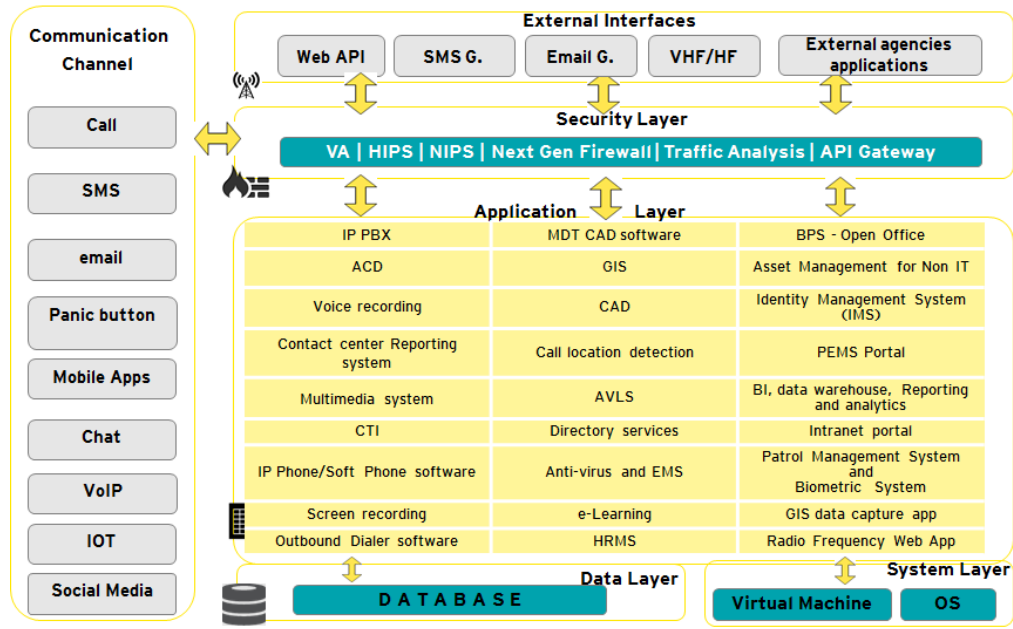 Communication
Channel
Call
SMS
email
Panic button
Mobile Apps
Chat
VoIP
IOT
Social Media
External Interfaces
Web API
SMS G.
Email G.
VHF/HF
External agencies
applications
Security Layer
VA | HIPS | NIPS | Next Gen Firewall | Traffic Analysis | API Gateway
Application Layer
IP PBX
MDT CAD software
BPS - Open Office
ACD
GIS
Asset Management for Non IT
Voice recording
CAD
Identity Management System
(IMS)
Contact center Reporting
system
Call location detection
PEMS Portal
Multimedia system
AVLS
BI, data warehouse, Reporting
and analytics
CTI
Directory services
Intranet portal
IP Phone/Soft Phone software
Anti-virus and EMS
Patrol Management System
and
Biometric System
Screen recording
e-Learning
GIS data capture app
Outbound Dialer software
HRMS
Radio Frequency Web App
Data Layer
DATABASE
System Layer
Virtual Machine
OS